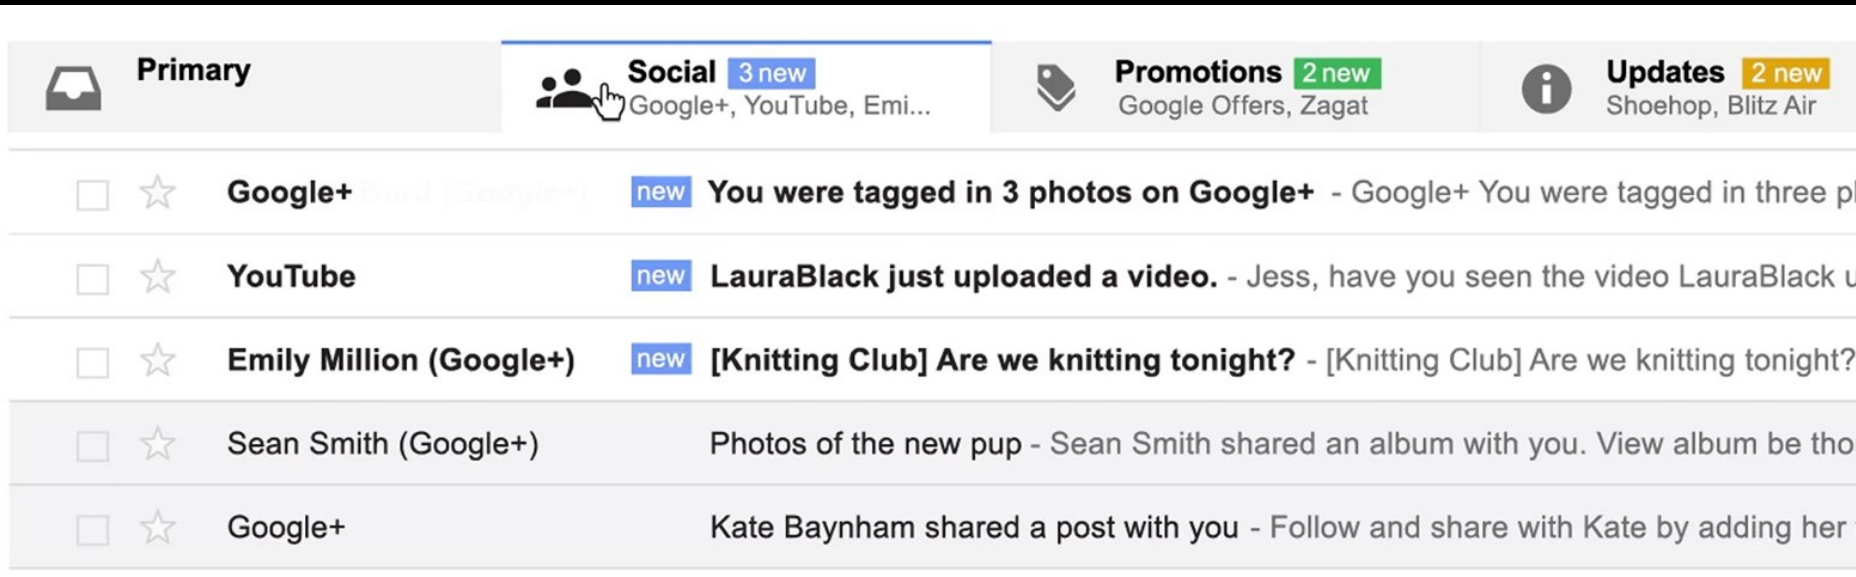 Primary
Social 3 new
Google+, YouTube, Emi...
Promotions 2 new
Google Offers, Zagat
Updates 2 new
Shoehop, Blitz Air
Google+ new You were tagged in 3 photos on Google+ - Google+ You were tagged in three
YouTube new LauraBlack just uploaded a video. - Jess, have you seen the video LauraBlack
Emily Million (Google+) new [Knitting Club] Are we knitting tonight? - [Knitting Club] Are we knitting tonight?
Sean Smith (Google+) Photos of the new pup - Sean Smith shared an album with you. View album be tho
Google+ Kate Baynham shared a post with you - Follow and share with Kate by adding her